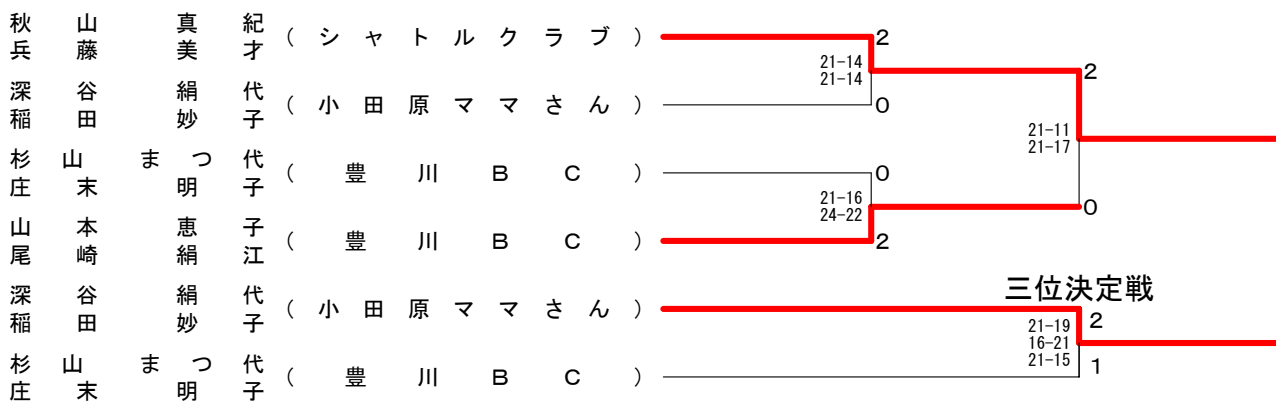 秋山 真紀
兵藤 美才
(シャトルクラブ)
2
21-14
21-14
2
深谷 絹代
稲田 妙子
(小田原ママさん)
0
21-11
21-17
杉山 まつ代
庄末 明子
(豊川BC)
0
21-16
24-22
0
山本 恵子
尾崎 絹江
(豊川BC)
2
三位決定戦
深谷 絹代
稲田 妙子
(小田原ママさん)
21-19
16-21
21-15
2
杉山 まつ代
庄末 明子
(豊川BC)
1